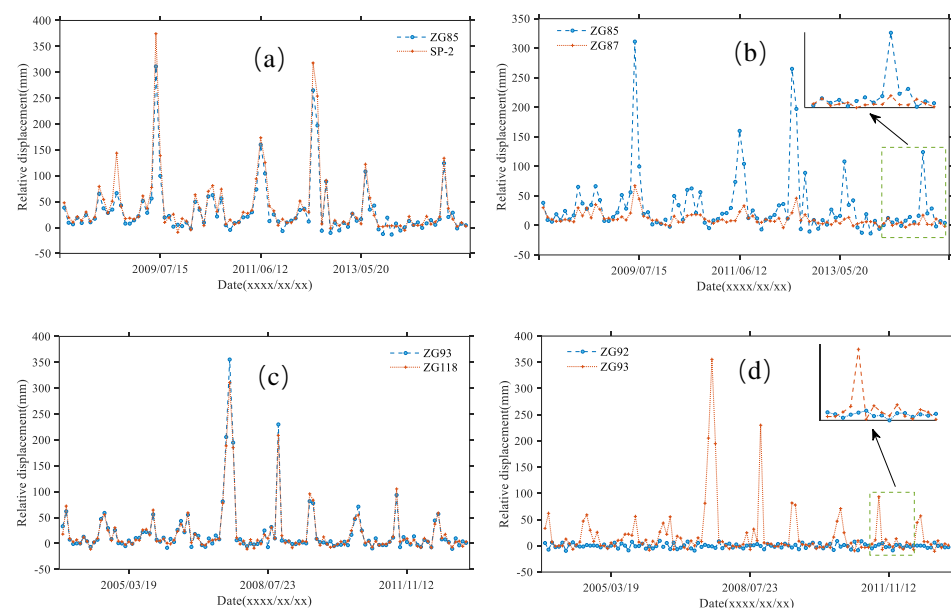 400
350
300
250
200
150
100
50
0
-50
Relative displacement(mm)
(a)
ZG85
SP-2
2009/07/15
2011/06/12
2013/05/20
Date(xxxx/xx/xx)
350
300
250
200
150
100
50
0
-50
Relative displacement(mm)
(b)
ZG85
ZG87
2009/07/15
2011/06/12
2013/05/20
Date(xxxx/xx/xx)
400
350
300
250
200
150
100
50
0
-50
Relative displacement(mm)
(c)
ZG93
ZG118
2005/03/19
2008/07/23
2011/11/12
Date(xxxx/xx/xx)
400
350
300
250
200
150
100
50
0
-50
Relative displacement(mm)
(d)
ZG92
ZG93
2005/03/19
2008/07/23
2011/11/12
Date(xxxx/xx/xx)